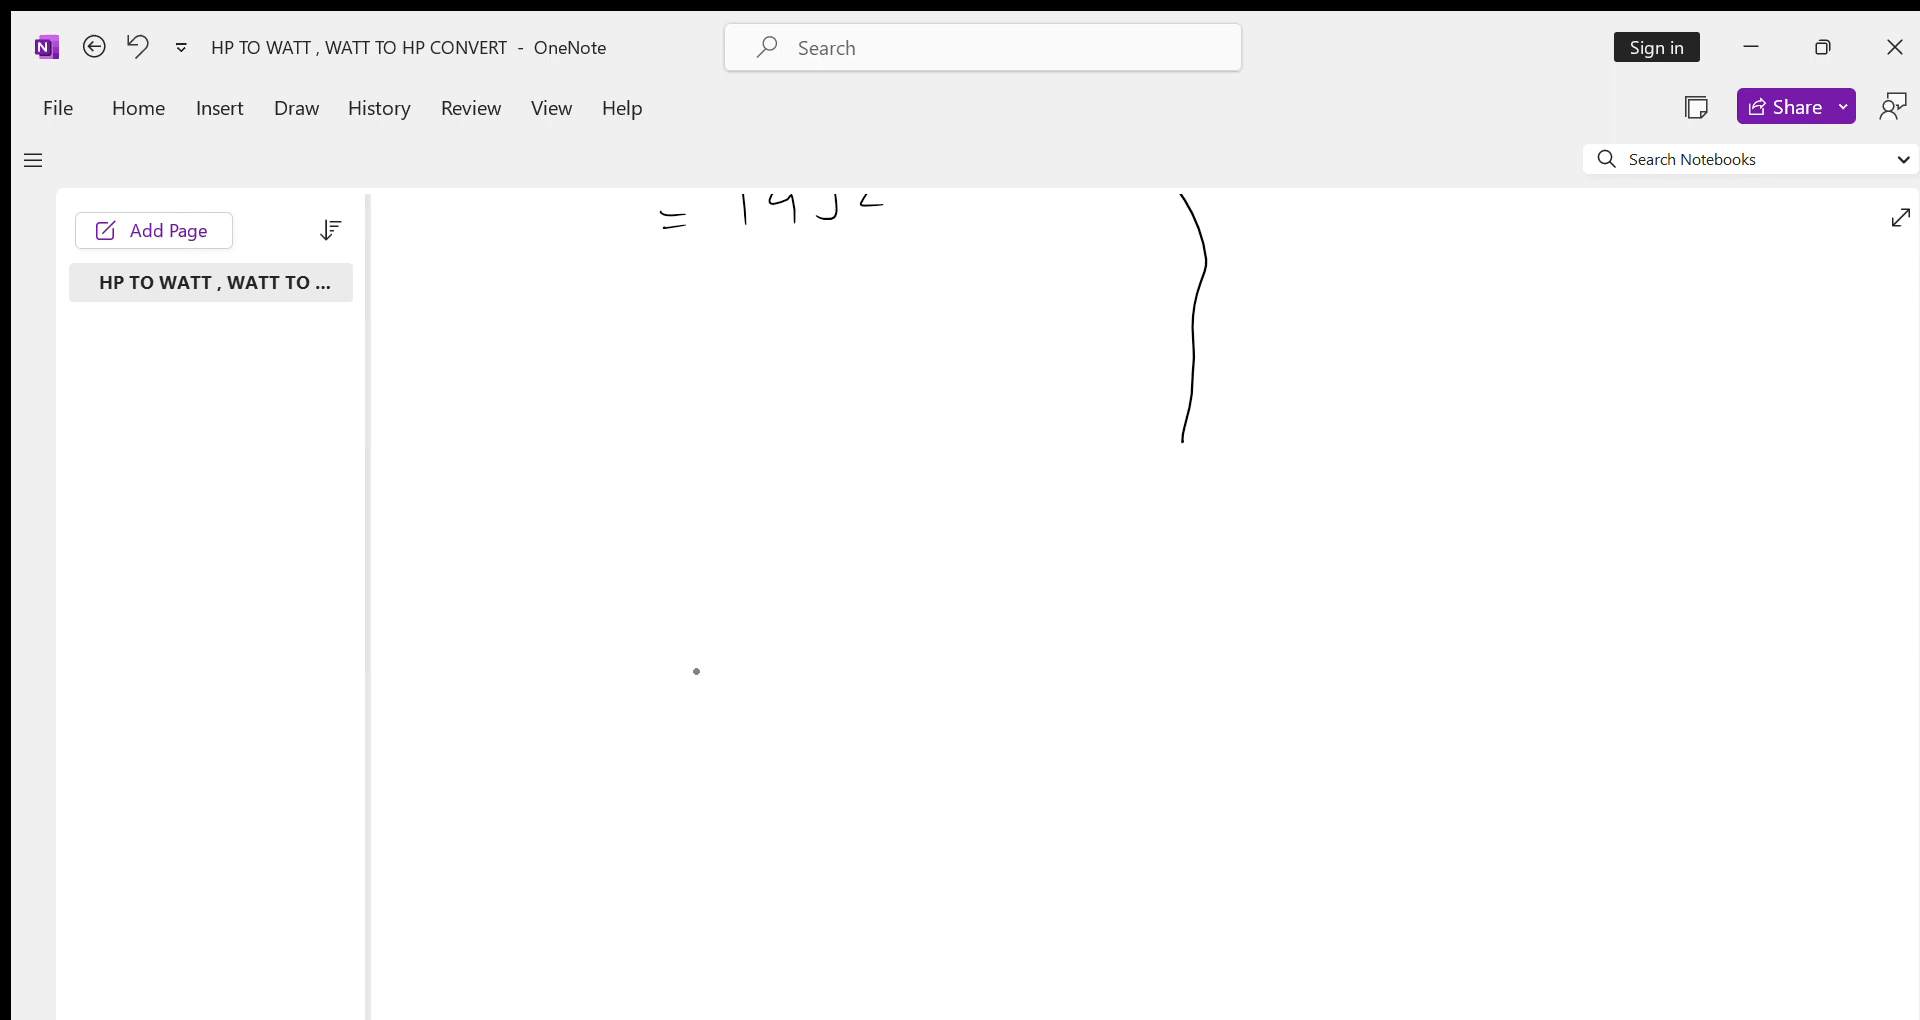 HP TO WATT , WATT TO HP CONVERT - OneNote
Search
Sign in
File Home Insert Draw History Review View Help
Share
Search Notebooks
Add Page
HP TO WATT , WATT TO ...
=